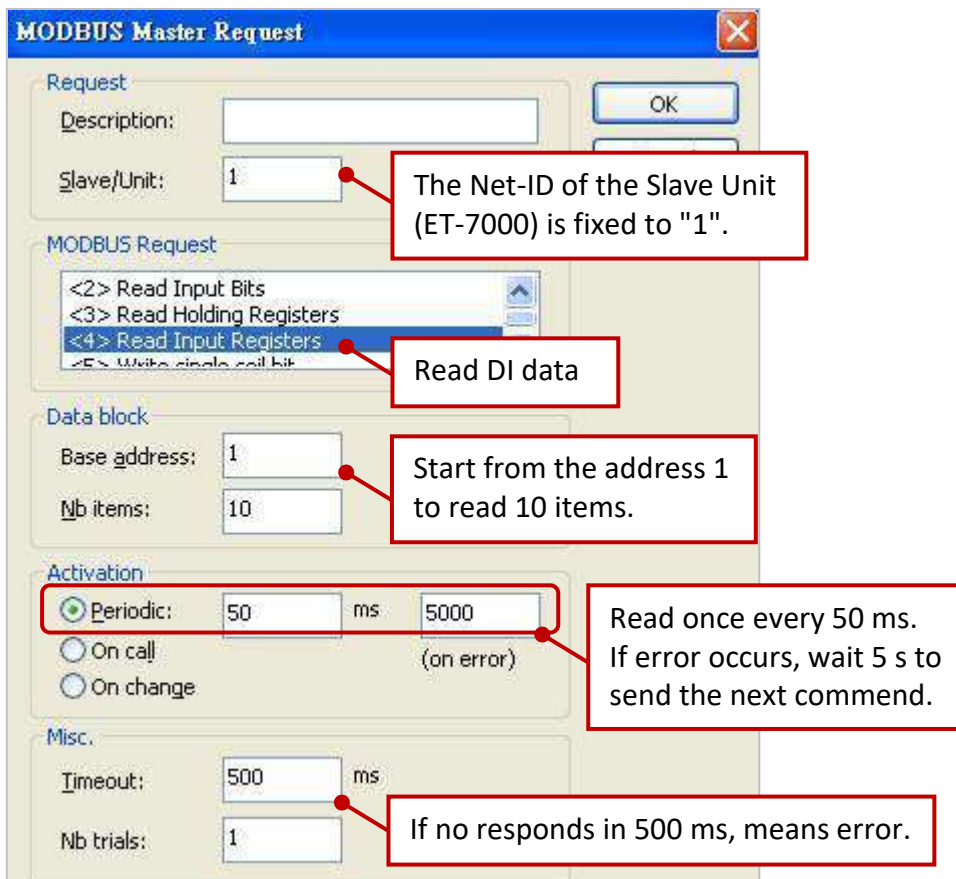 MODBUS Master Request
Request
Description:
OK
Slave/Unit:
1
The Net-ID of the Slave Unit
(ET-7000) is fixed to "1".
MODBUS Request
<2> Read Input Bits
<3> Read Holding Registers
<4> Read Input Registers
<5> Write single coil bit
Read DI data
Data block
Base address:
1
Start from the address 1
to read 10 items.
Nb items:
10
Activation
Periodic:
50
ms
5000
Read once every 50 ms.
If error occurs, wait 5 s to
send the next commend.
On call
(on error)
On change
Misc.
Timeout:
500
ms
If no responds in 500 ms, means error.
Nb trials:
1